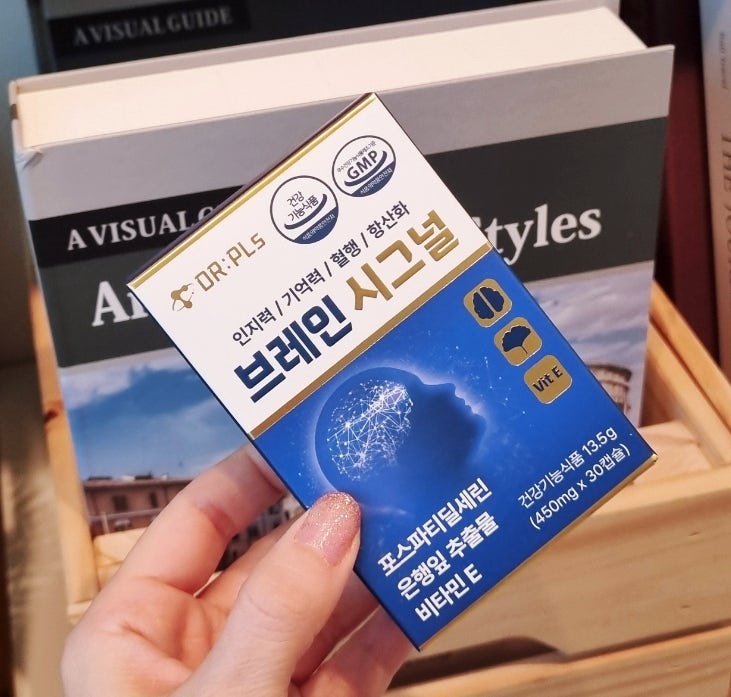 A VISUAL GUIDE
A VISUAL G
Ar
tyles
DR:PLs
건강
기능식품
GMP
인지력 / 기억력 / 혈행 / 항산화
브레인 시그널
Vit E
포스파티딜세린
은행잎 추출물
비타민 E
건강기능식품 13.5g
(450mg x 30캡슐)